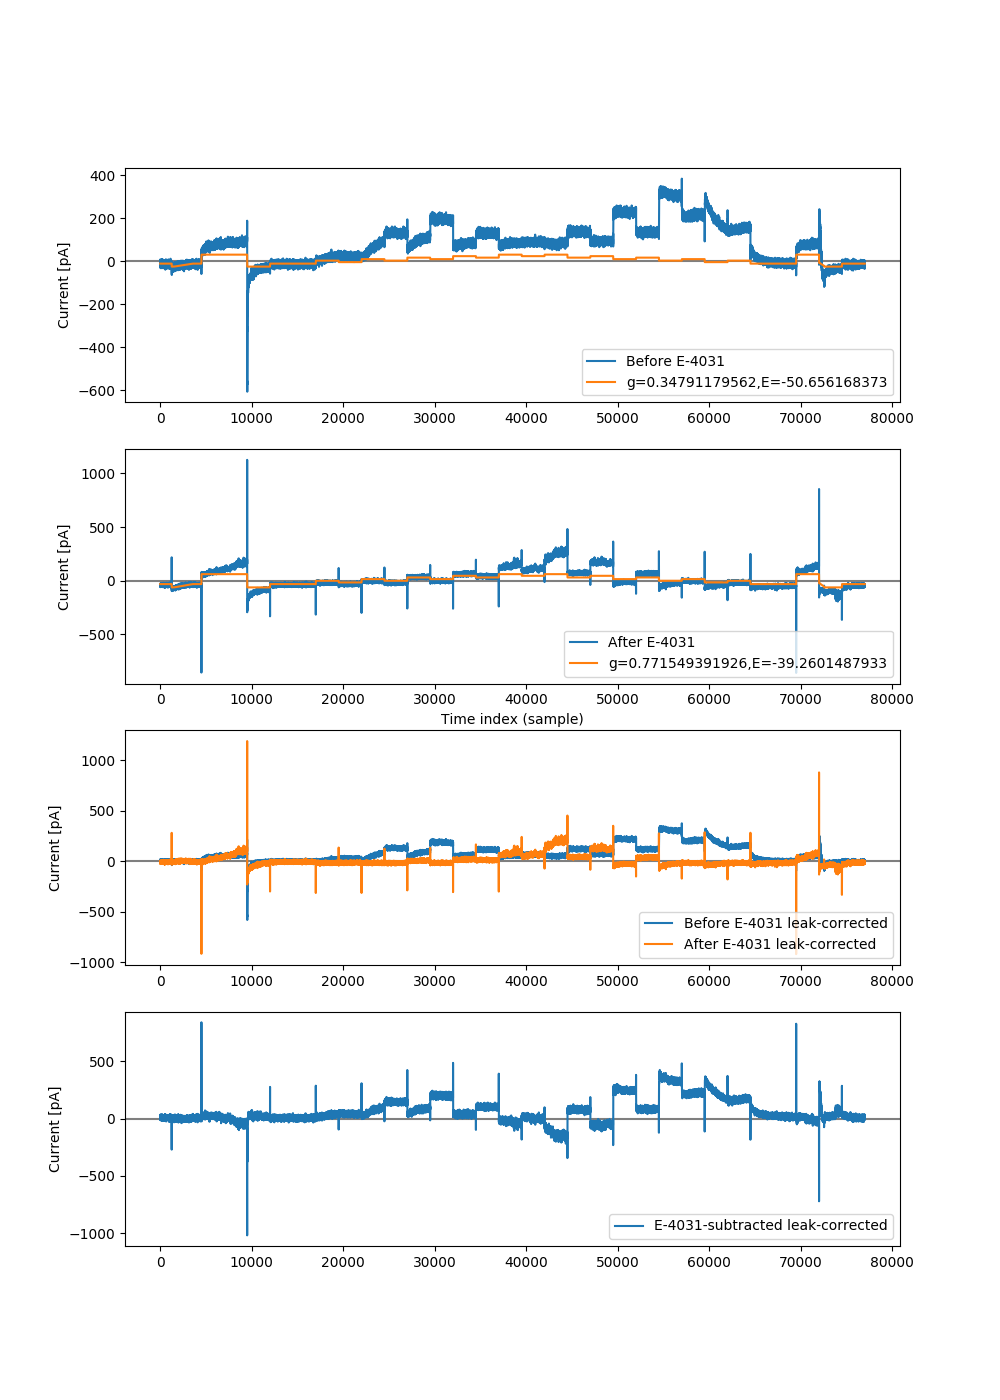 400
200
0
−200
−400
−600
Current [pA]
Before E-4031
g=0.34791179562,E=-50.656168373
0 10000 20000 30000 40000 50000 60000 70000 80000
1000
500
0
−500
Current [pA]
After E-4031
g=0.771549391926,E=-39.2601487933
0 10000 20000 30000 40000 50000 60000 70000 80000
Time index (sample)
1000
500
0
−500
−1000
Current [pA]
Before E-4031 leak-corrected
After E-4031 leak-corrected
0 10000 20000 30000 40000 50000 60000 70000 80000
500
0
−500
−1000
Current [pA]
E-4031-subtracted leak-corrected
0 10000 20000 30000 40000 50000 60000 70000 80000